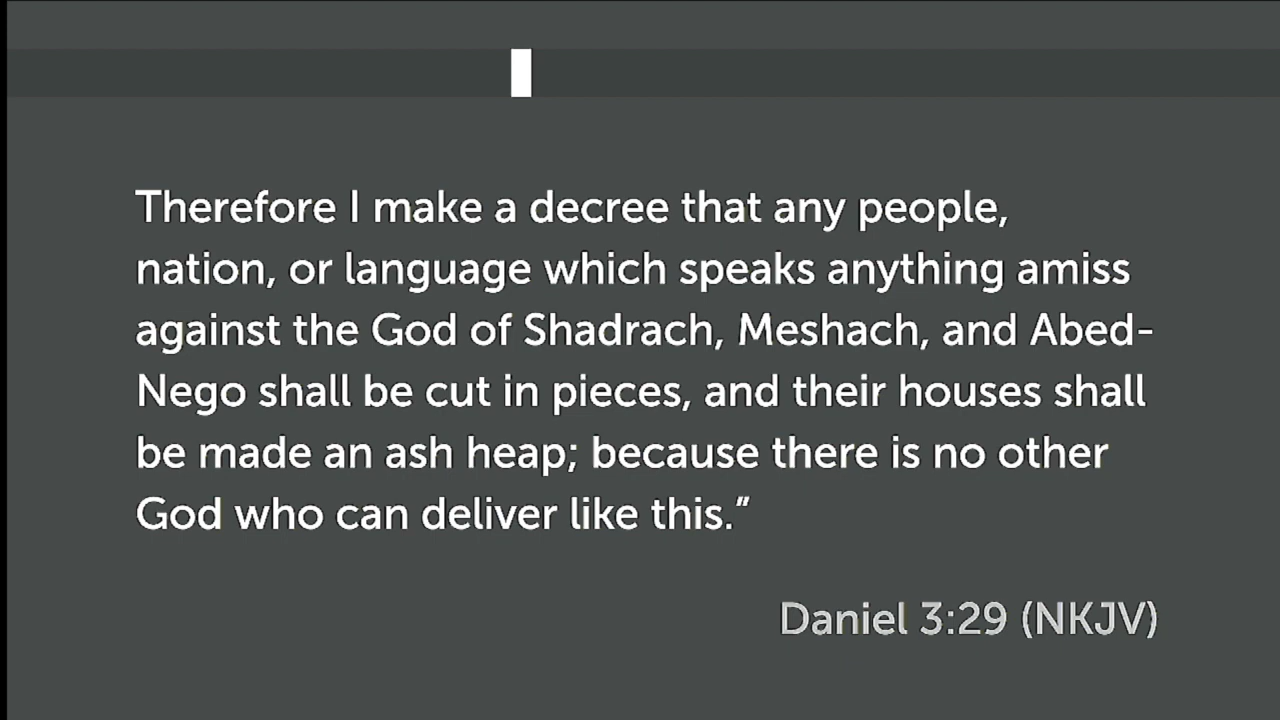 Therefore I make a decree that any people,
nation, or language which speaks anything amiss
against the God of Shadrach, Meshach, and Abed-
Nego shall be cut in pieces, and their houses shall
be made an ash heap; because there is no other
God who can deliver like this.”
Daniel 3:29 (NKJV)